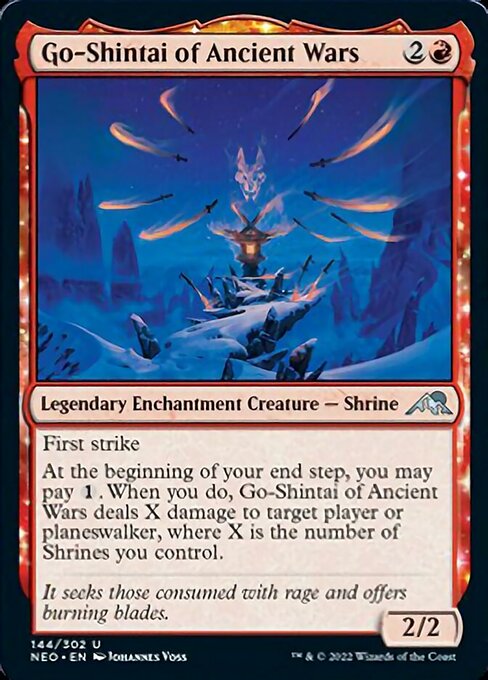 Go-Shintai of Ancient Wars 2
Legendary Enchantment Creature — Shrine
First strike
At the beginning of your end step, you may
pay 1. When you do, Go-Shintai of Ancient
Wars deals X damage to target player or
planeswalker, where X is the number of
Shrines you control.
It seeks those consumed with rage and offers
burning blades.
2/2
144/302 U
NEO • EN Johannes Voss
™ & © 2022 Wizards of the Coast